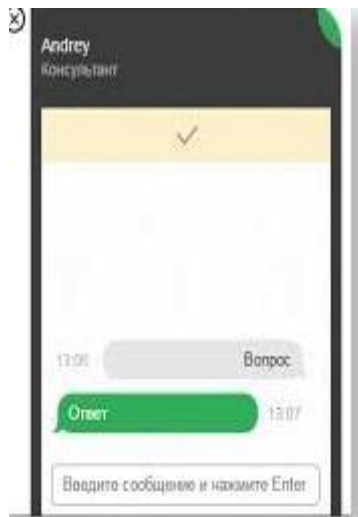 Andrey
Консультант
13:06 Вопрос
Ответ 13:07
Введите сообщение и нажмите Enter